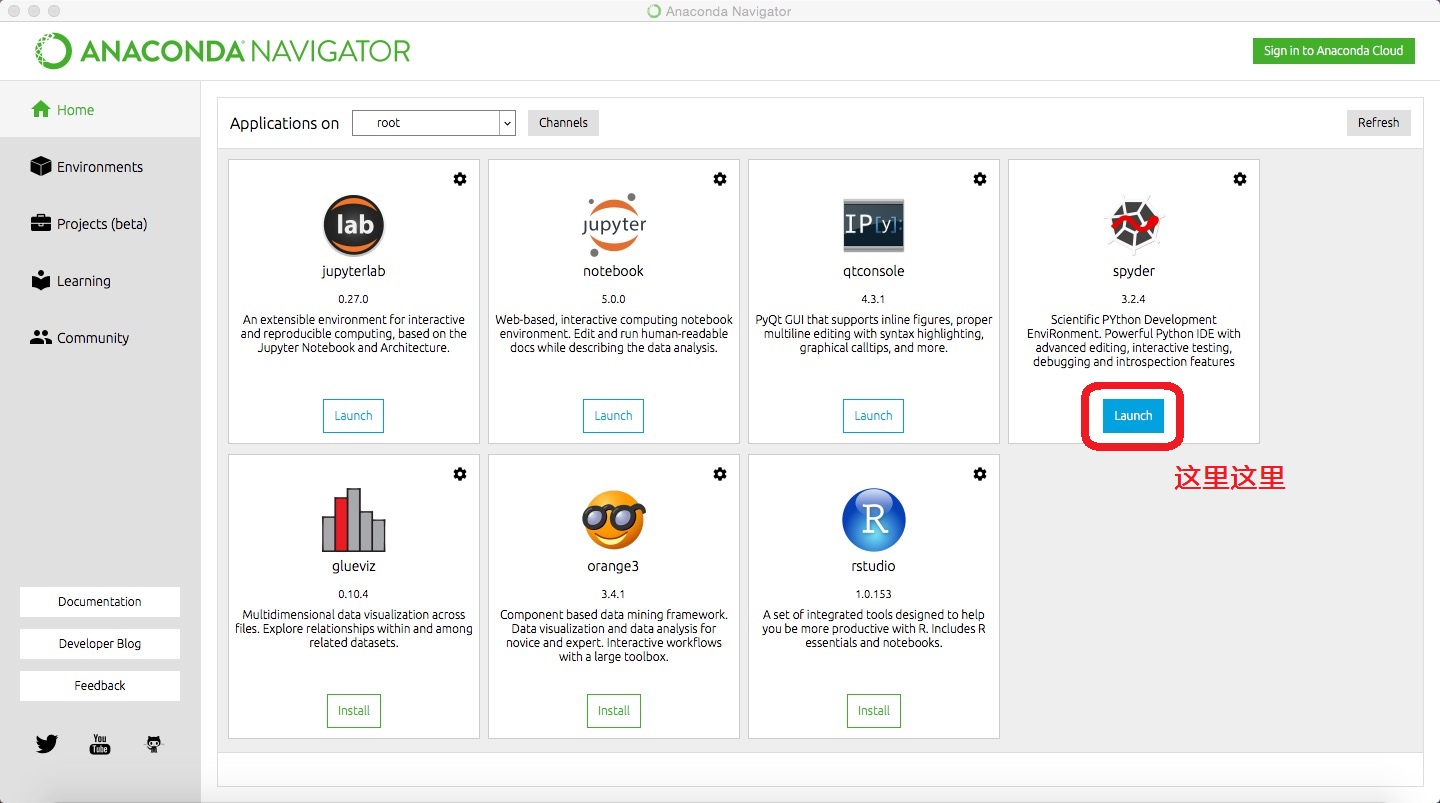 Anaconda Navigator
ANACONDA NAVIGATOR
Sign in to Anaconda Cloud
Home
Environments
Projects (beta)
Learning
Community
Documentation
Developer Blog
Feedback
You
Tube
Applications on
root
Channels
Refresh
lab
jupyterlab
0.27.0
An extensible environment for interactive
and reproducible computing, based on the
Jupyter Notebook and Architecture.
Launch
jupyter
notebook
5.0.0
Web-based, interactive computing notebook
environment. Edit and run human-readable
docs while describing the data analysis.
Launch
IP[y]:
qtconsole
4.3.1
PyQt GUI that supports inline figures, proper
multiline editing with syntax highlighting,
graphical calltips, and more.
Launch
spyder
3.2.4
Scientific PYthon Development
EnviRonment. Powerful Python IDE with
advanced editing, interactive testing,
debugging and introspection features
Launch
这里这里
glueviz
0.10.4
Multidimensional data visualization across
files. Explore relationships within and among
related datasets.
Install
orange3
3.4.1
Component based data mining framework.
Data visualization and data analysis for
novice and expert. Interactive workflows
with a large toolbox.
Install
R
rstudio
1.0.153
A set of integrated tools designed to help
you be more productive with R. Includes R
essentials and notebooks.
Install